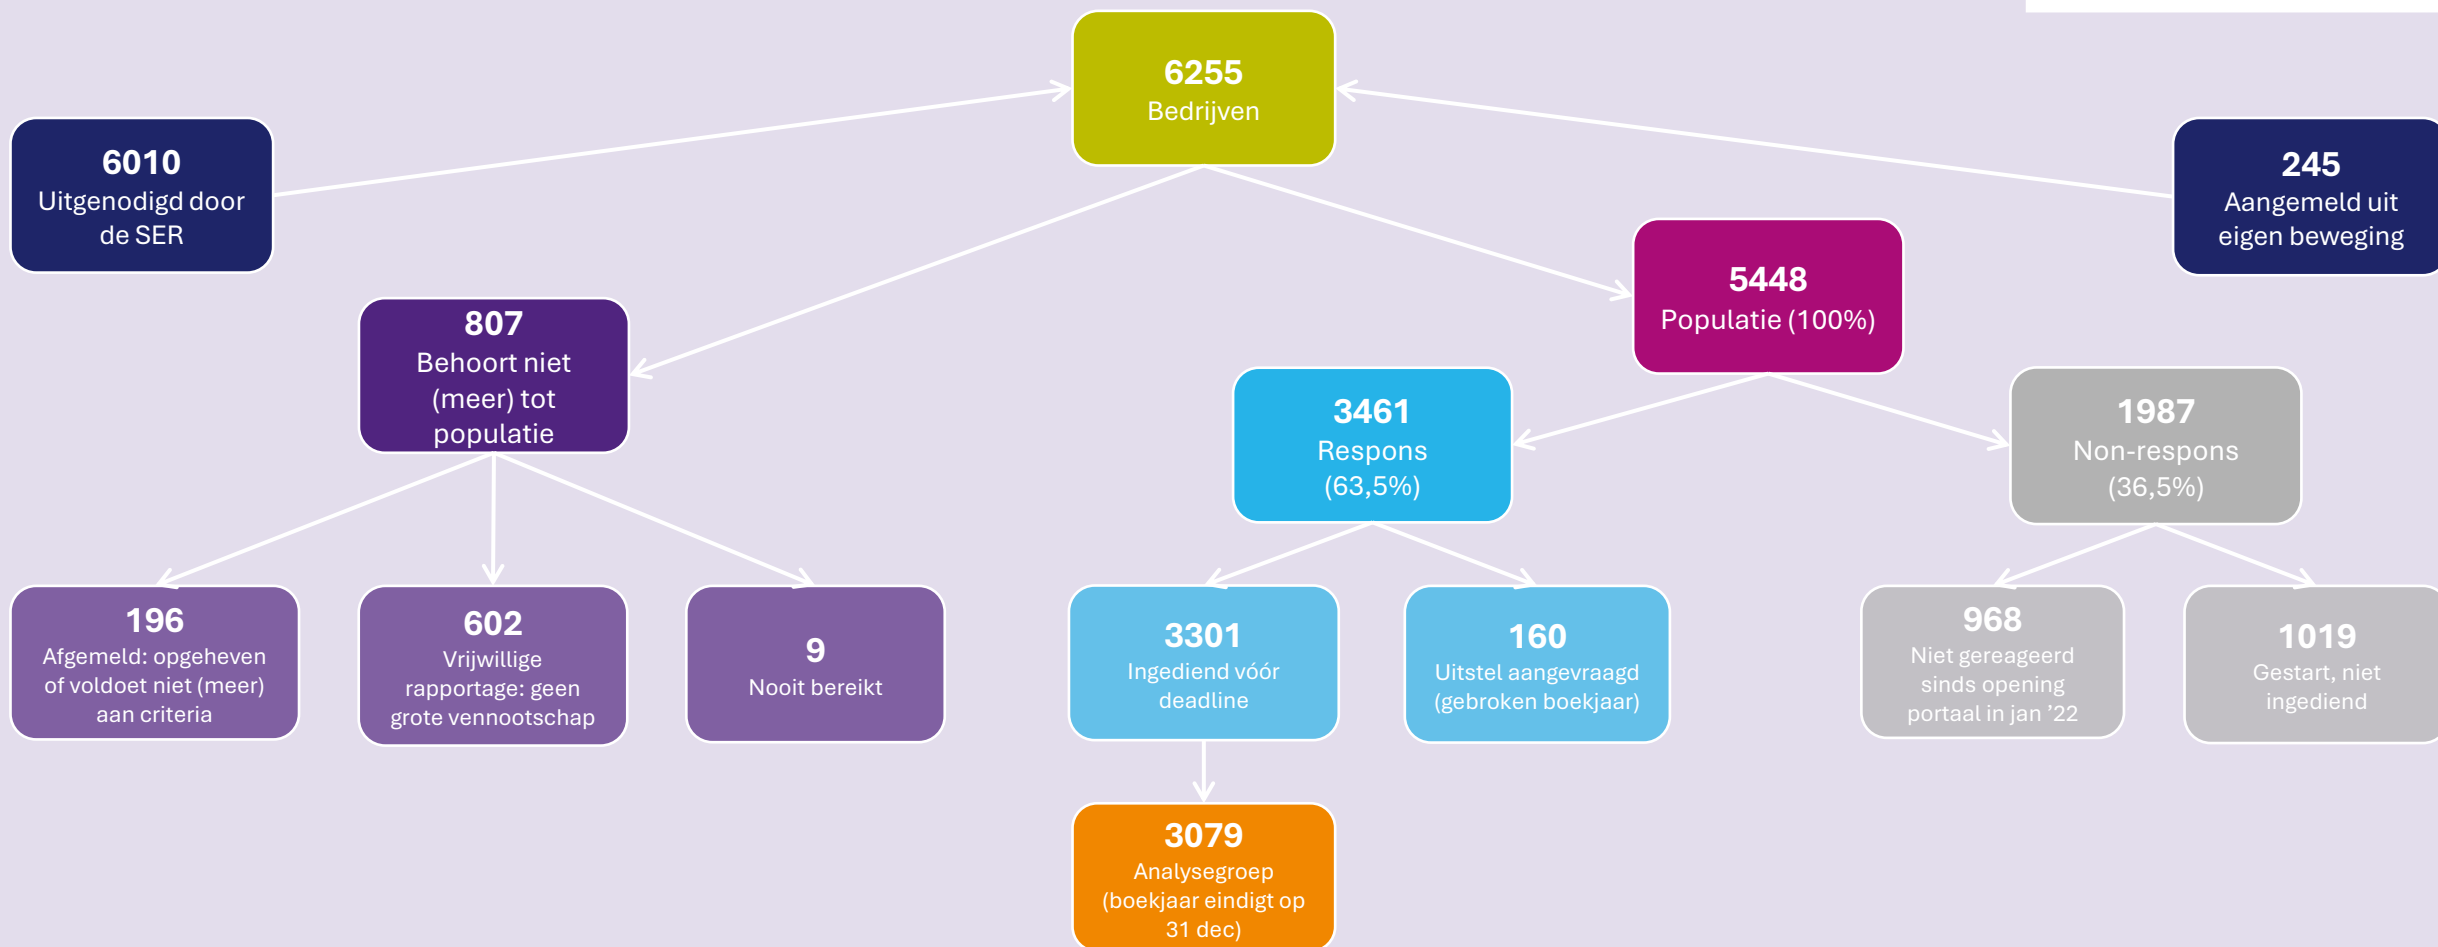 6255
Bedrijven
6010
Uitgenodigd door
de SER
245
Aangemeld uit
eigen beweging
5448
Populatie (100%)
807
Behoort niet
(meer) tot
populatie
3461
Respons
(63,5%)
1987
Non-respons
(36,5%)
196
Afgemeld: opgeheven
of voldoet niet (meer)
aan criteria
602
Vrijwillige
rapportage: geen
grote vennootschap
9
Nooit bereikt
3301
Ingediend vóór
deadline
160
Uitstel aangevraagd
(gebroken boekjaar)
968
Niet gereageerd
sinds opening
portaal in jan ’22
1019
Gestart, niet
ingediend
3079
Analysegroep
(boekjaar eindigt op
31 dec)